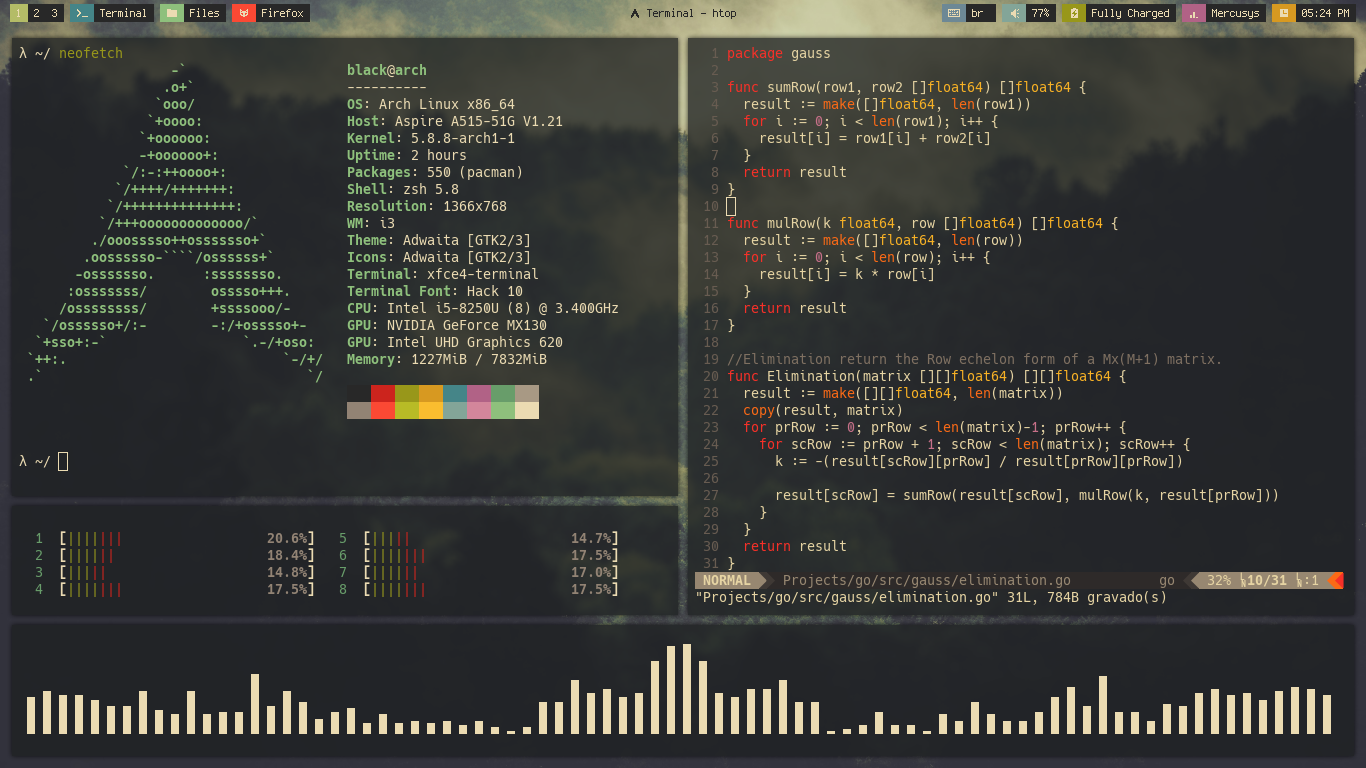 1 2 3 Terminal Files Firefox Terminal - htop br 77% Fully Charged Mercusys 05:24 PM
λ ~/ neofetch
-`
.o+`
`ooo/
`+oooo:
`+oooooo:
-+oooooo+:
`/:-:++oooo+:
`/++++/+++++++:
`/++++++++++++++:
`/+++ooooooooooooo/`
./ooosssso++osssssso+`
.oossssso-````/ossssss+`
-osssssso. :ssssssso.
:osssssss/ osssso+++.
/ossssssss/ +ssssooo/-
`/ossssso+/:- -:/+osssso+-
`+sso+:-` `.-/+oso:
`++:. `-/+/
.` `/
black@arch
----------
OS: Arch Linux x86_64
Host: Aspire A515-51G V1.21
Kernel: 5.8.8-arch1-1
Uptime: 2 hours
Packages: 550 (pacman)
Shell: zsh 5.8
Resolution: 1366x768
WM: i3
Theme: Adwaita [GTK2/3]
Icons: Adwaita [GTK2/3]
Terminal: xfce4-terminal
Terminal Font: Hack 10
CPU: Intel i5-8250U (8) @ 3.400GHz
GPU: NVIDIA GeForce MX130
GPU: Intel UHD Graphics 620
Memory: 1227MiB / 7832MiB
λ ~/
1 [||||||| 20.6%] 5 [||||| 14.7%]
2 [|||||| 18.4%] 6 [||||||| 17.5%]
3 [||||| 14.8%] 7 [|||||| 17.0%]
4 [||||||| 17.5%] 8 [||||||| 17.5%]
1 package gauss
2
3 func sumRow(row1, row2 []float64) []float64 {
4 result := make([]float64, len(row1))
5 for i := 0; i < len(row1); i++ {
6 result[i] = row1[i] + row2[i]
7 }
8 return result
9 }
10
11 func mulRow(k float64, row []float64) []float64 {
12 result := make([]float64, len(row))
13 for i := 0; i < len(row); i++ {
14 result[i] = k * row[i]
15 }
16 return result
17 }
18
19 //Elimination return the Row echelon form of a Mx(M+1) matrix.
20 func Elimination(matrix [][]float64) [][]float64 {
21 result := make([][]float64, len(matrix))
22 copy(result, matrix)
23 for prRow := 0; prRow < len(matrix)-1; prRow++ {
24 for scRow := prRow + 1; scRow < len(matrix); scRow++ {
25 k := -(result[scRow][prRow] / result[prRow][prRow])
26
27 result[scRow] = sumRow(result[scRow], mulRow(k, result[prRow]))
28 }
29 }
30 return result
31 }
NORMAL Projects/go/src/gauss/elimination.go go 32% 10/31 :1
"Projects/go/src/gauss/elimination.go" 31L, 784B gravado(s)